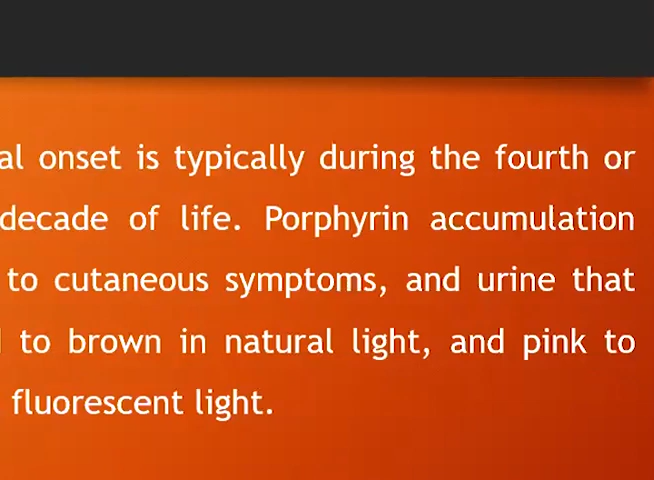 al onset is typically during the fourth or
decade of life. Porphyrin accumulation
to cutaneous symptoms, and urine that
to brown in natural light, and pink to
fluorescent light.